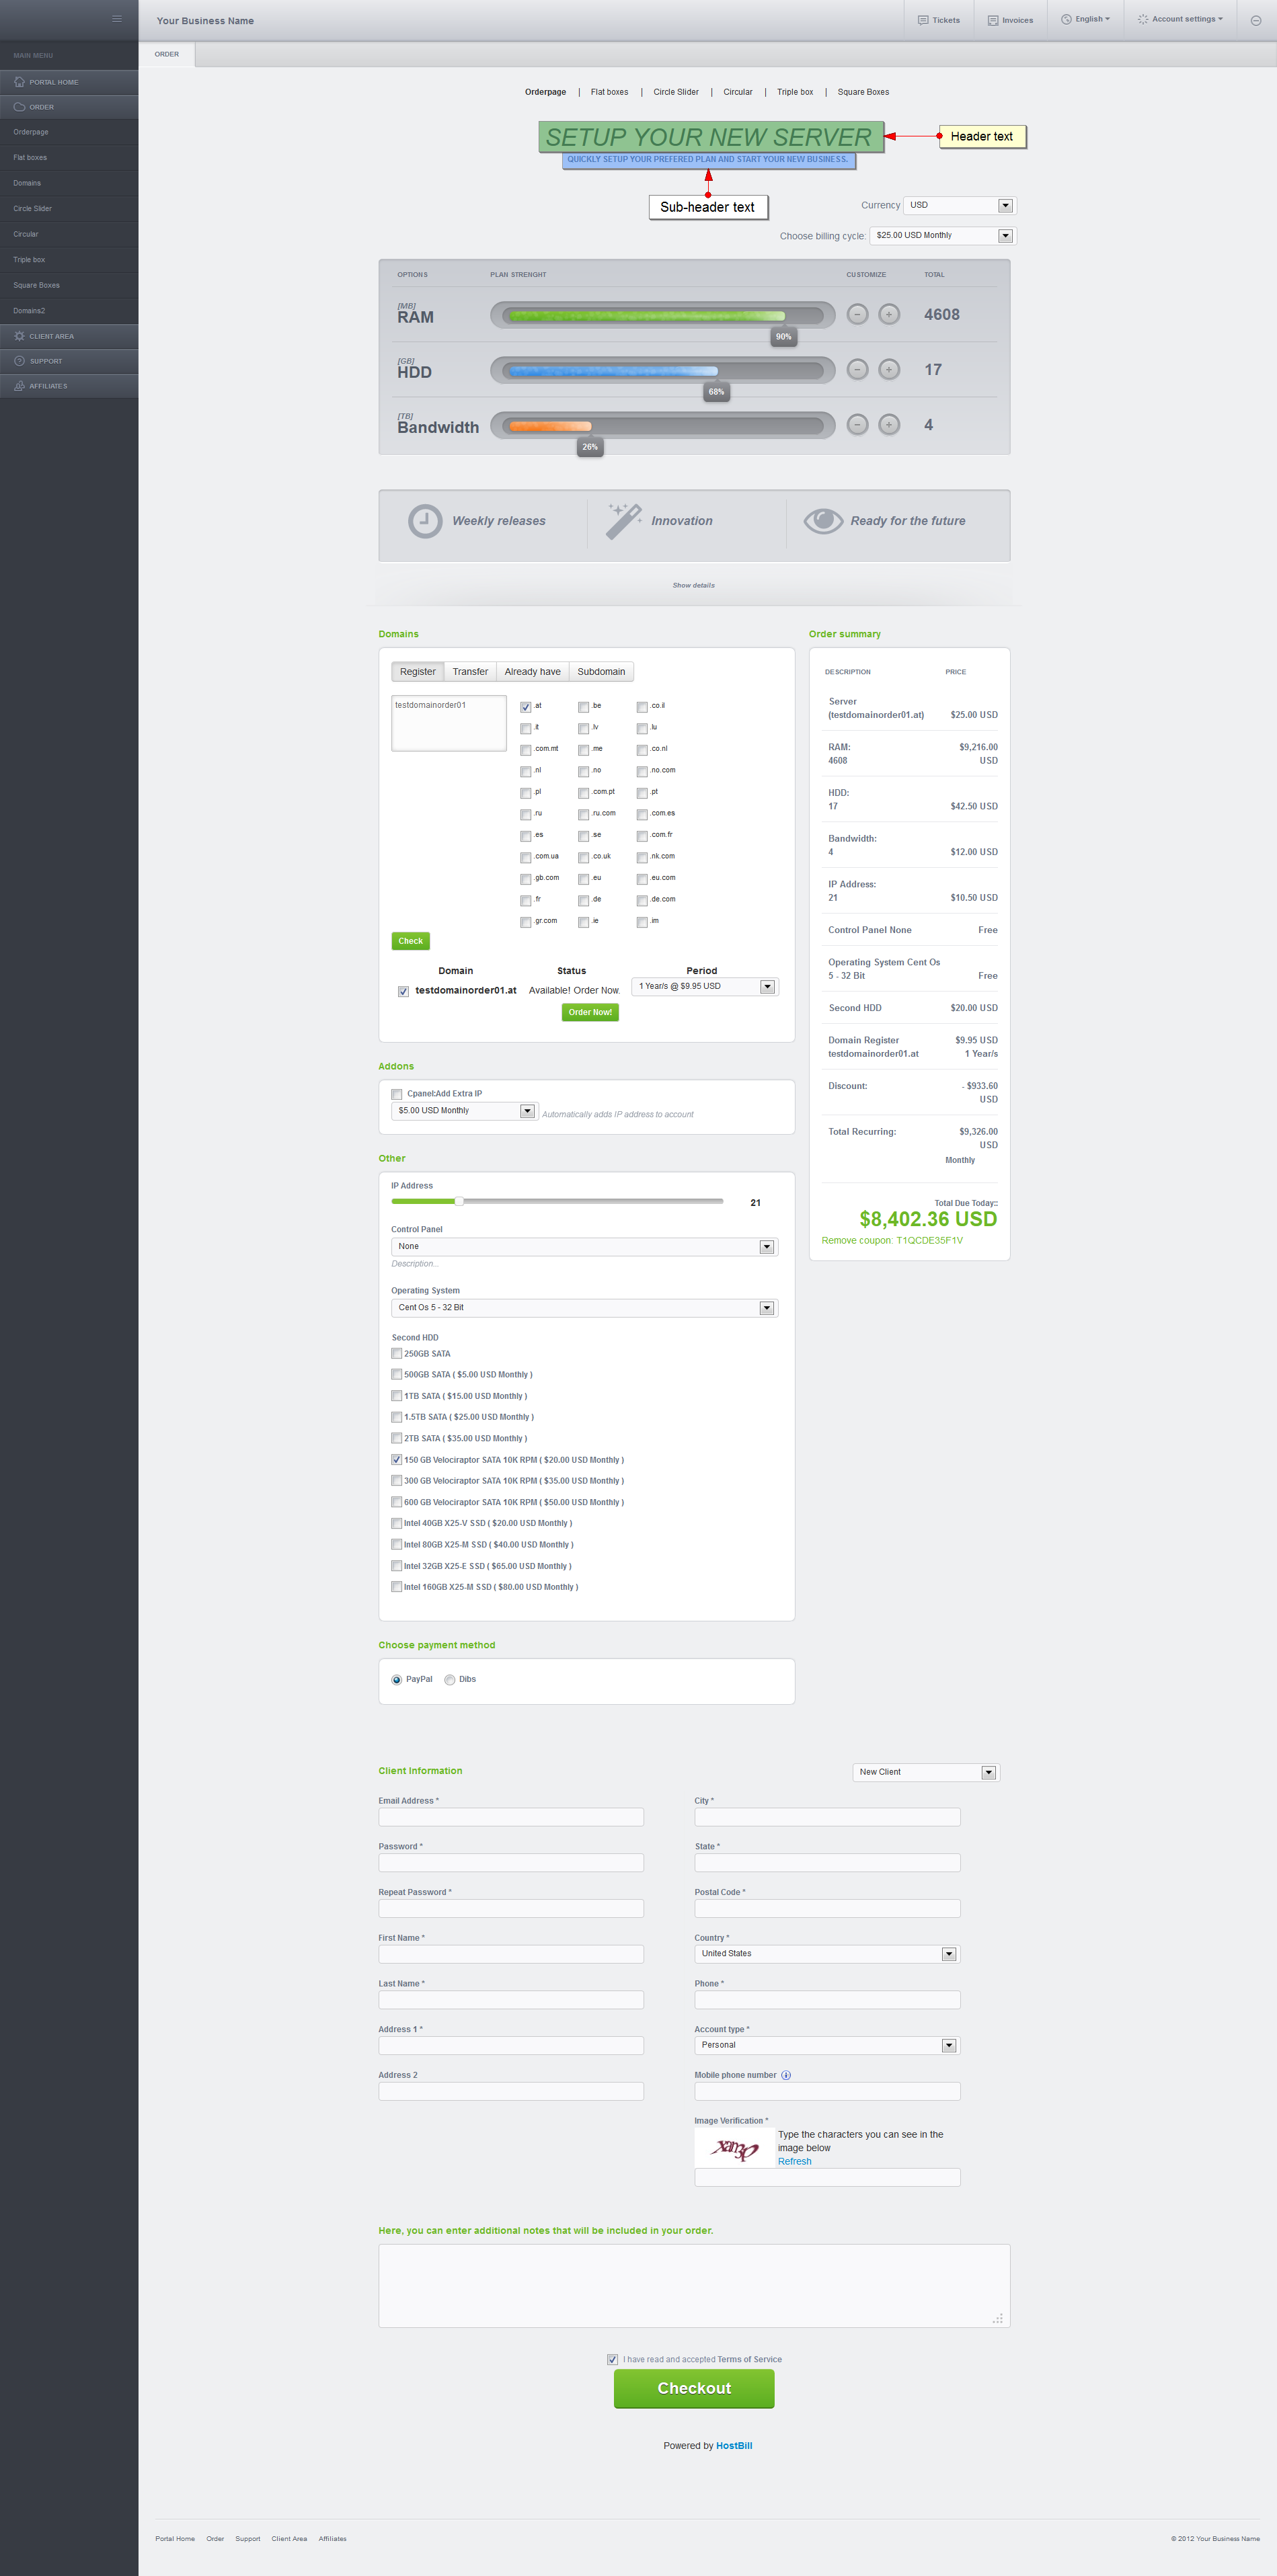 Your Business Name
Tickets
Invoices
English
Account settings
MAIN MENU
PORTAL HOME
ORDER
Orderpage
Flat boxes
Domains
Circle Slider
Circular
Triple box
Square Boxes
Domains2
CLIENT AREA
SUPPORT
AFFILIATES
ORDER
Orderpage | Flat boxes | Circle Slider | Circular | Triple box | Square Boxes
SETUP YOUR NEW SERVER
Header text
QUICKLY SETUP YOUR PREFERED PLAN AND START YOUR NEW BUSINESS.
Sub-header text
Currency USD
Choose billing cycle: $25.00 USD Monthly
OPTIONS PLAN STRENGHT CUSTOMIZE TOTAL
[MB]
RAM 4608
90%
[GB]
HDD 17
68%
[TB]
Bandwidth 4
26%
Weekly releases Innovation Ready for the future
Show details
Domains
Register Transfer Already have Subdomain
testdomainorder01
.at .be .co.il
.it .lv .lu
.com.mt .me .co.nl
.nl .no .no.com
.pl .com.pt .pt
.ru .ru.com .com.es
.es .se .com.fr
.com.ua .co.uk .nk.com
.gb.com .eu .eu.com
.fr .de .de.com
.gr.com .ie .im
Check
Domain Status Period
testdomainorder01.at Available! Order Now. 1 Year/s @ $9.95 USD
Order Now!
Addons
Cpanel:Add Extra IP
$5.00 USD Monthly Automatically adds IP address to account
Other
IP Address
21
Control Panel
None
Description...
Operating System
Cent Os 5 - 32 Bit
Second HDD
250GB SATA
500GB SATA ( $5.00 USD Monthly )
1TB SATA ( $15.00 USD Monthly )
1.5TB SATA ( $25.00 USD Monthly )
2TB SATA ( $35.00 USD Monthly )
150 GB Velociraptor SATA 10K RPM ( $20.00 USD Monthly )
300 GB Velociraptor SATA 10K RPM ( $35.00 USD Monthly )
600 GB Velociraptor SATA 10K RPM ( $50.00 USD Monthly )
Intel 40GB X25-V SSD ( $20.00 USD Monthly )
Intel 80GB X25-M SSD ( $40.00 USD Monthly )
Intel 32GB X25-E SSD ( $65.00 USD Monthly )
Intel 160GB X25-M SSD ( $80.00 USD Monthly )
Choose payment method
PayPal Dibs
Order summary
DESCRIPTION PRICE
Server
(testdomainorder01.at) $25.00 USD
RAM: $9,216.00
4608 USD
HDD:
17 $42.50 USD
Bandwidth:
4 $12.00 USD
IP Address:
21 $10.50 USD
Control Panel None Free
Operating System Cent Os
5 - 32 Bit Free
Second HDD $20.00 USD
Domain Register $9.95 USD
testdomainorder01.at 1 Year/s
Discount: - $933.60
USD
Total Recurring: $9,326.00
USD
Monthly
Total Due Today::
$8,402.36 USD
Remove coupon: T1QCDE35F1V
Client Information
New Client
Email Address * City *
Password * State *
Repeat Password * Postal Code *
First Name * Country *
United States
Last Name * Phone *
Address 1 * Account type *
Personal
Address 2 Mobile phone number
Image Verification *
Type the characters you can see in the
image below
Refresh
Here, you can enter additional notes that will be included in your order.
I have read and accepted Terms of Service
Checkout
Powered by HostBill
Portal Home Order Support Client Area Affiliates
© 2012 Your Business Name